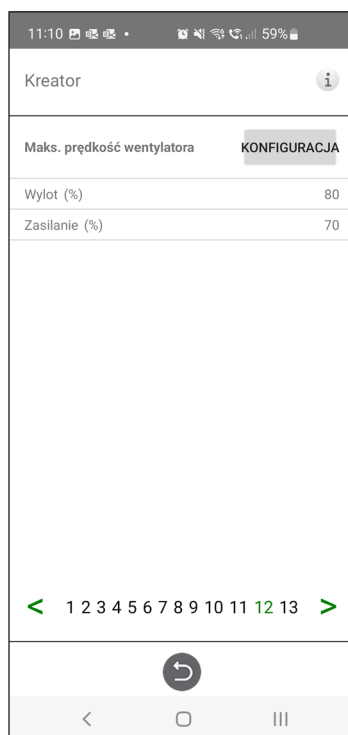 11:10 59%
Kreator i
Maks. prędkość wentylatora KONFIGURACJA
Wylot (%) 80
Zasilanie (%) 70
< 1 2 3 4 5 6 7 8 9 10 11 12 13 >